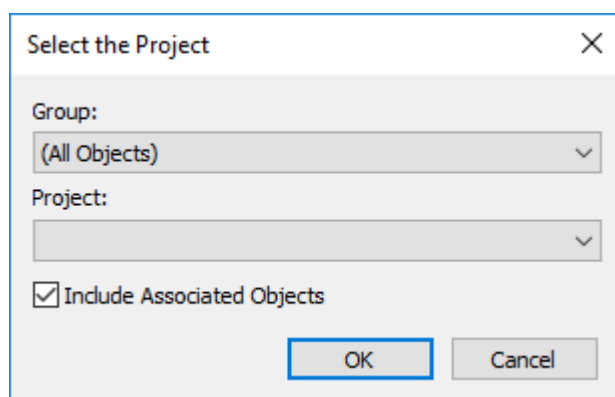 Select the Project
Group:
(All Objects)
Project:
Include Associated Objects
OK Cancel